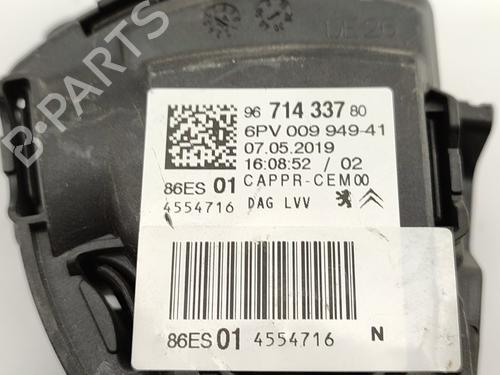 B-PARTS
96 714 337 80
6PV 009 949-41
07.05.2019
16:08:52 / 02
86ES 01 CAPPR-CEM00
4554716 DAG LVV
86ES 01 4554716 N